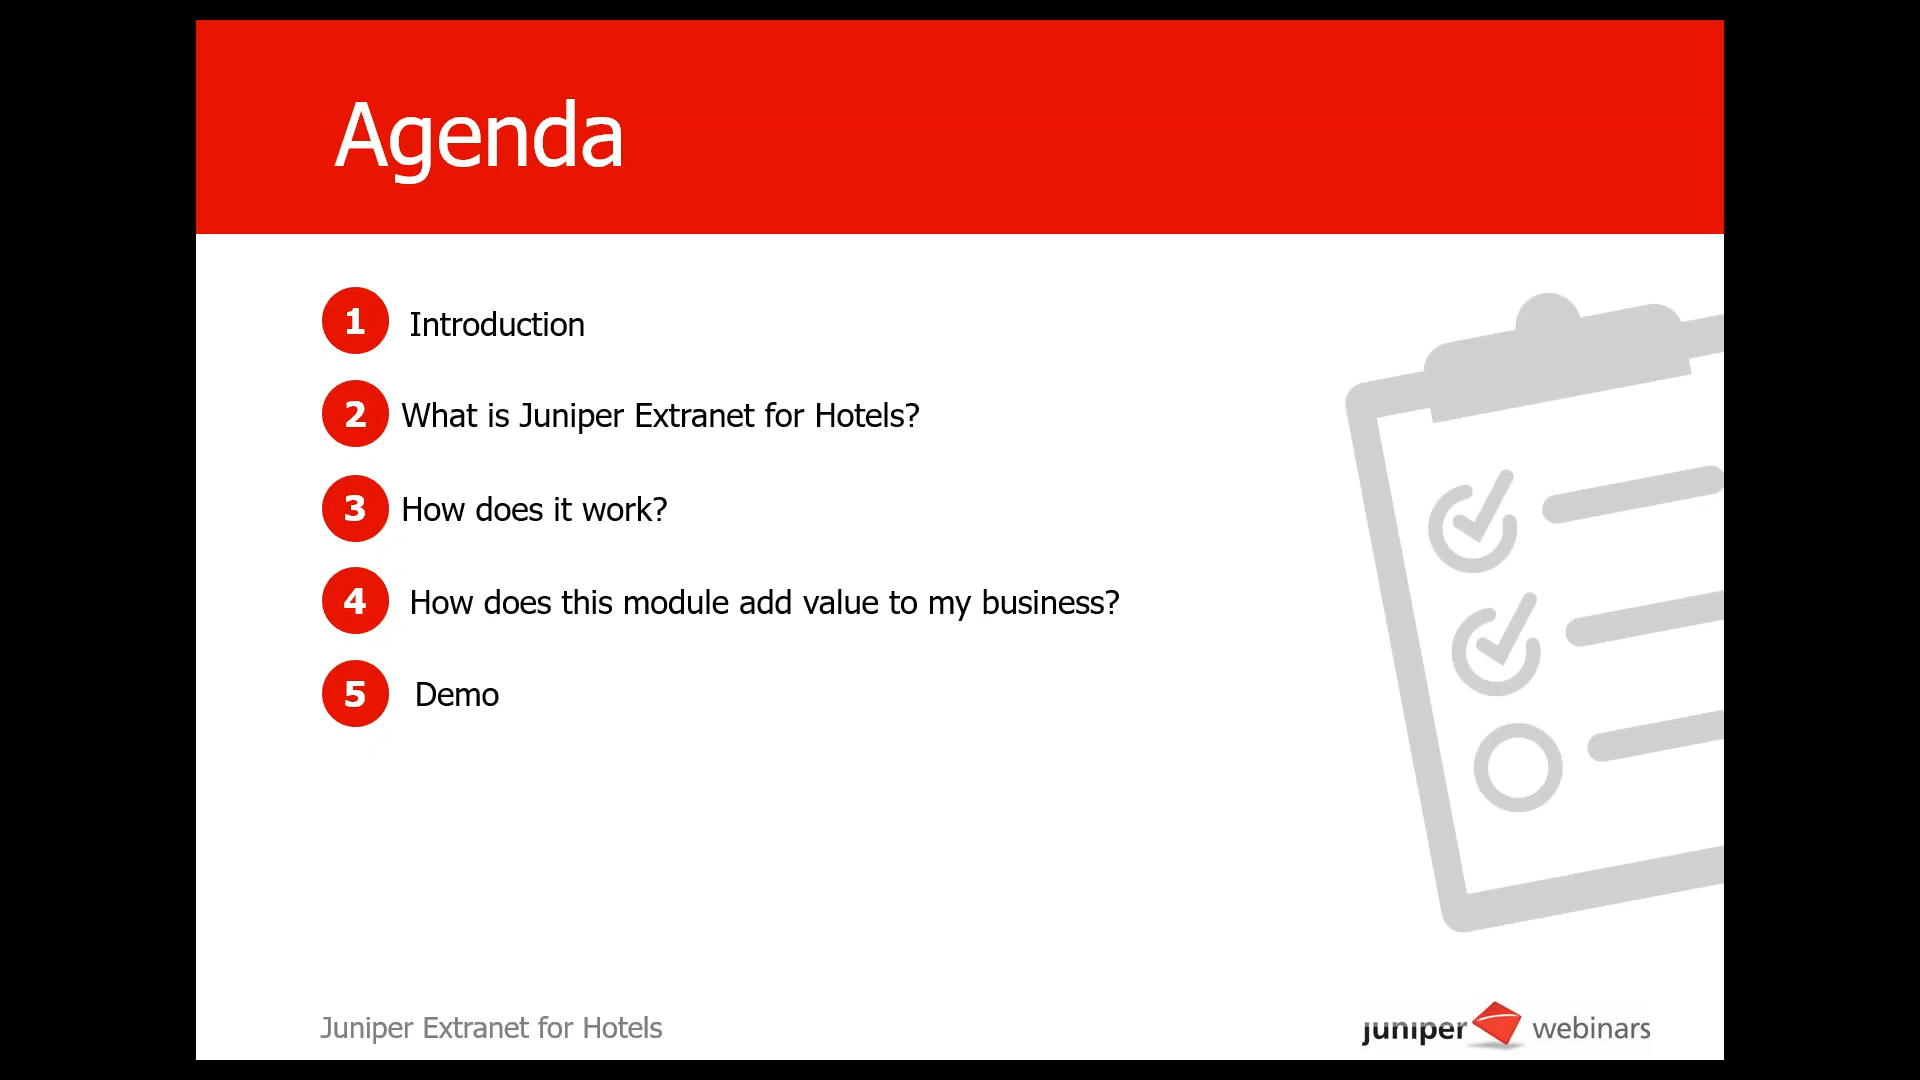 Agenda
1 Introduction
2 What is Juniper Extranet for Hotels?
3 How does it work?
4 How does this module add value to my business?
5 Demo
Juniper Extranet for Hotels
juniper webinars